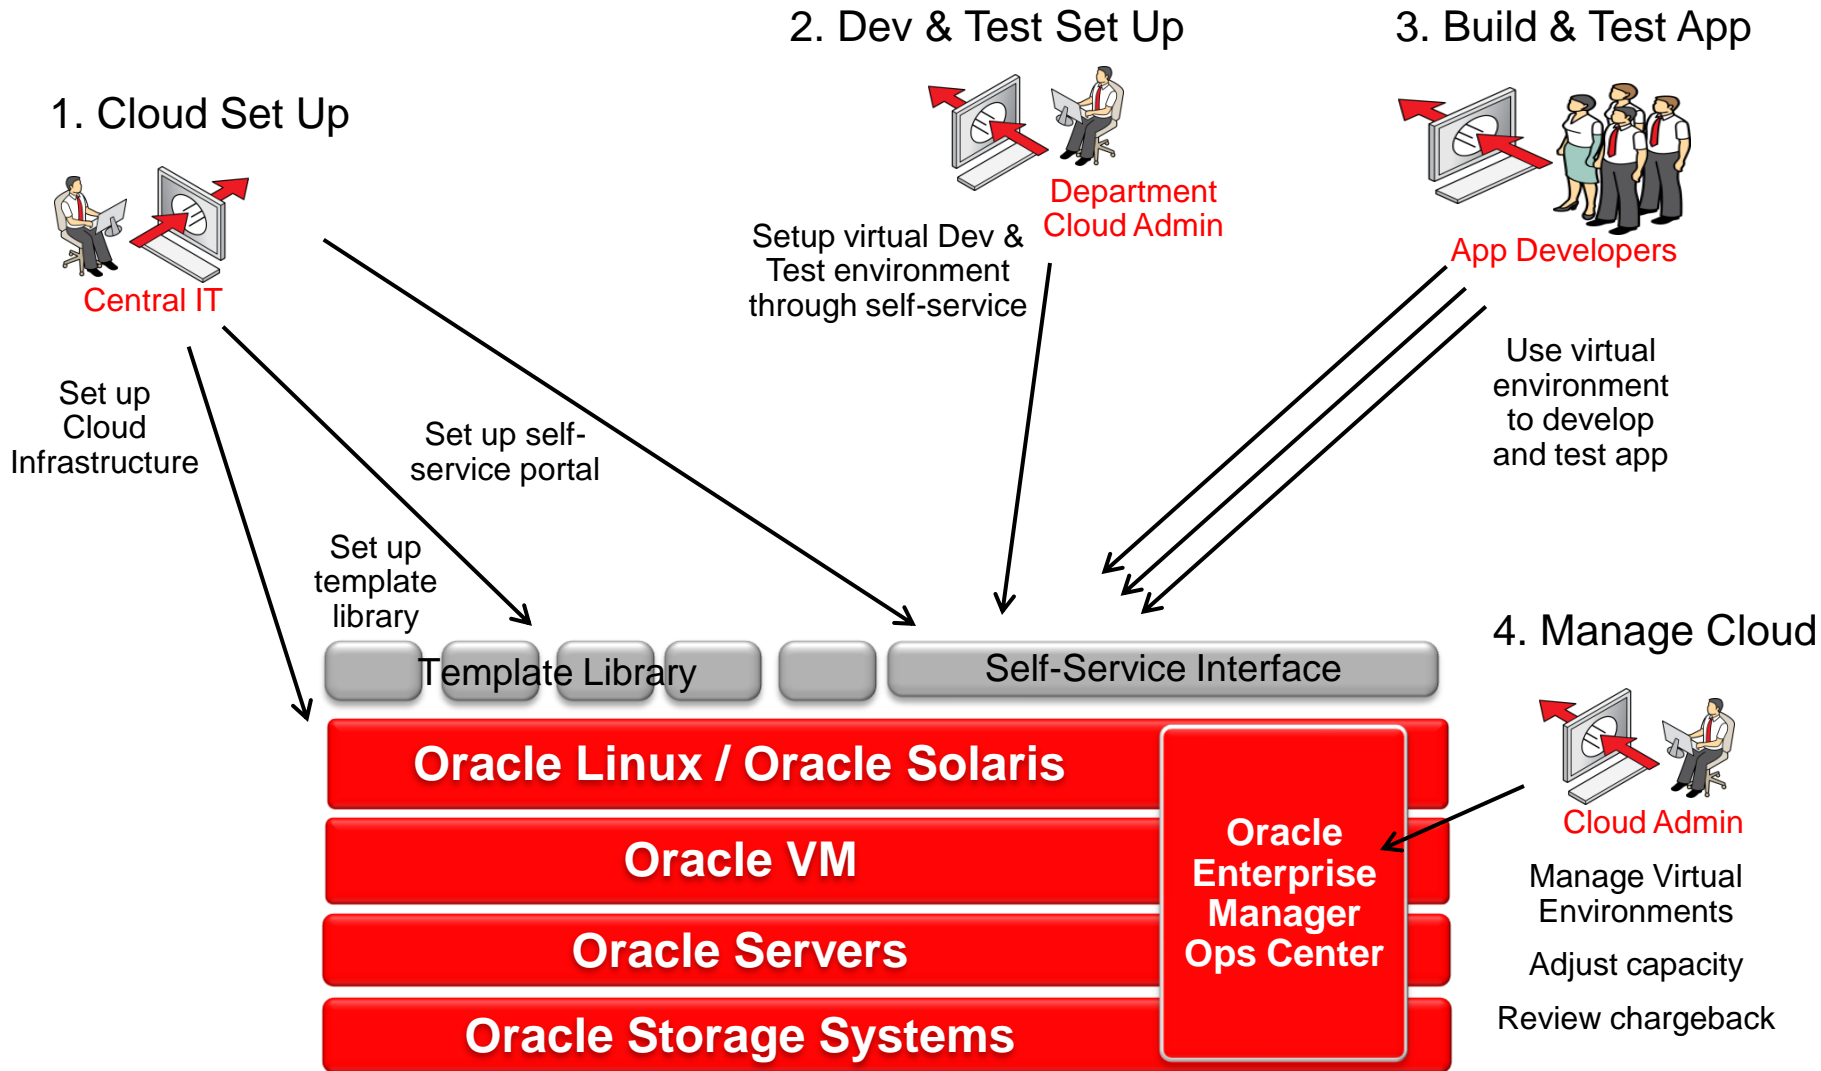 1. Cloud Set Up
Central IT
Set up
Cloud
Infrastructure
Set up
template
library
Set up self-
service portal
2. Dev & Test Set Up
Department
Cloud Admin
Setup virtual Dev &
Test environment
through self-service
3. Build & Test App
App Developers
Use virtual
environment
to develop
and test app
Template Library
Self-Service Interface
Oracle Linux / Oracle Solaris
Oracle VM
Oracle Servers
Oracle Storage Systems
Oracle
Enterprise
Manager
Ops Center
4. Manage Cloud
Cloud Admin
Manage Virtual
Environments
Adjust capacity
Review chargeback